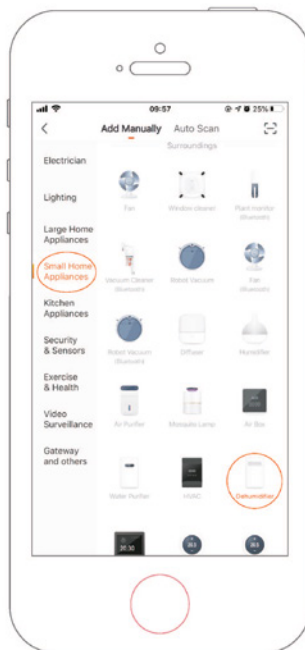 09:57
25%
Add Manually Auto Scan
Surroundings
Electrician
Lighting
Large Home
Appliances
Small Home
Appliances
Kitchen
Appliances
Security
& Sensors
Exercise
& Health
Video
Surveillance
Gateway
and others
Fan
Window cleaner
Plant monitor
(Bluetooth)
Vacuum Cleaner
(Bluetooth)
Robot Vacuum
Fan
(Bluetooth)
Robot Vacuum
(Bluetooth)
Diffuser
Humidifier
Air Purifier
Mosquito Lamp
Air Box
Water Purifier
HVAC
Dehumidifier
20:30